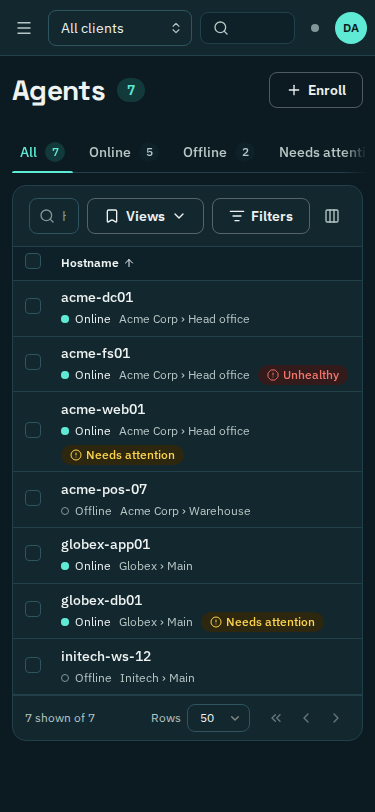 All clients
DA
Agents 7
Enroll
All 7 Online 5 Offline 2 Needs attenti
Views Filters
Hostname ↑
acme-dc01
Online Acme Corp › Head office
acme-fs01
Online Acme Corp › Head office Unhealthy
acme-web01
Online Acme Corp › Head office
Needs attention
acme-pos-07
Offline Acme Corp › Warehouse
globex-app01
Online Globex › Main
globex-db01
Online Globex › Main Needs attention
initech-ws-12
Offline Initech › Main
7 shown of 7 Rows 50